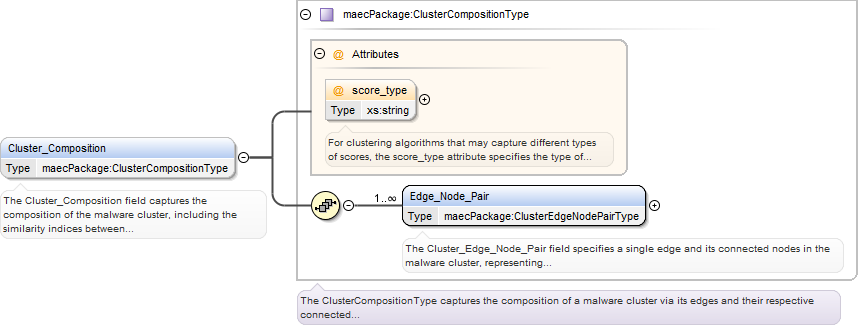 maecPackage:ClusterCompositionType
@ Attributes
@ score_type
Type xs:string
For clustering algorithms that may capture different types
of scores, the score_type attribute specifies the type of...
Cluster_Composition
Type maecPackage:ClusterCompositionType
The Cluster_Composition field captures the
composition of the malware cluster, including the
similarity indices between...
1..∞
Edge_Node_Pair
Type maecPackage:ClusterEdgeNodePairType
The Cluster_Edge_Node_Pair field specifies a single edge and its connected nodes in the
malware cluster, representing...
The ClusterCompositionType captures the composition of a malware cluster via its edges and their respective
connected...